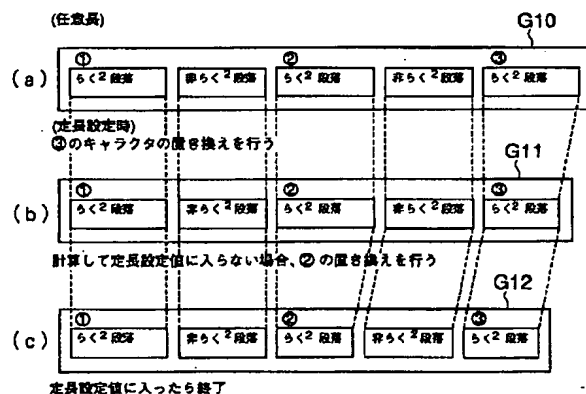 (任意長)
G10
(a)
① ② ③
らく² 段落 非らく² 段落 らく² 段落 非らく² 段落 らく² 段落
(定長設定時)
③のキャラクタの置き換えを行う
G11
(b)
① ② ③
らく² 段落 非らく² 段落 らく² 段落 非らく² 段落 らく² 段落
計算して定長設定値に入らない場合、②の置き換えを行う
G12
(c)
① ② ③
らく² 段落 非らく² 段落 らく² 段落 非らく² 段落 らく² 段落
定長設定値に入ったら終了